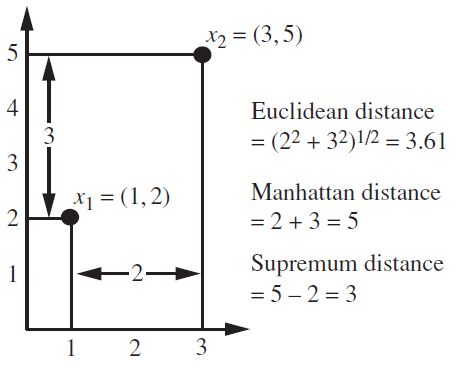 x₂ = (3, 5)
5
4
3
3
x₁ = (1, 2)
2
1
2
1 2 3
Euclidean distance
= (2² + 3²)1/2 = 3.61
Manhattan distance
= 2 + 3 = 5
Supremum distance
= 5 – 2 = 3